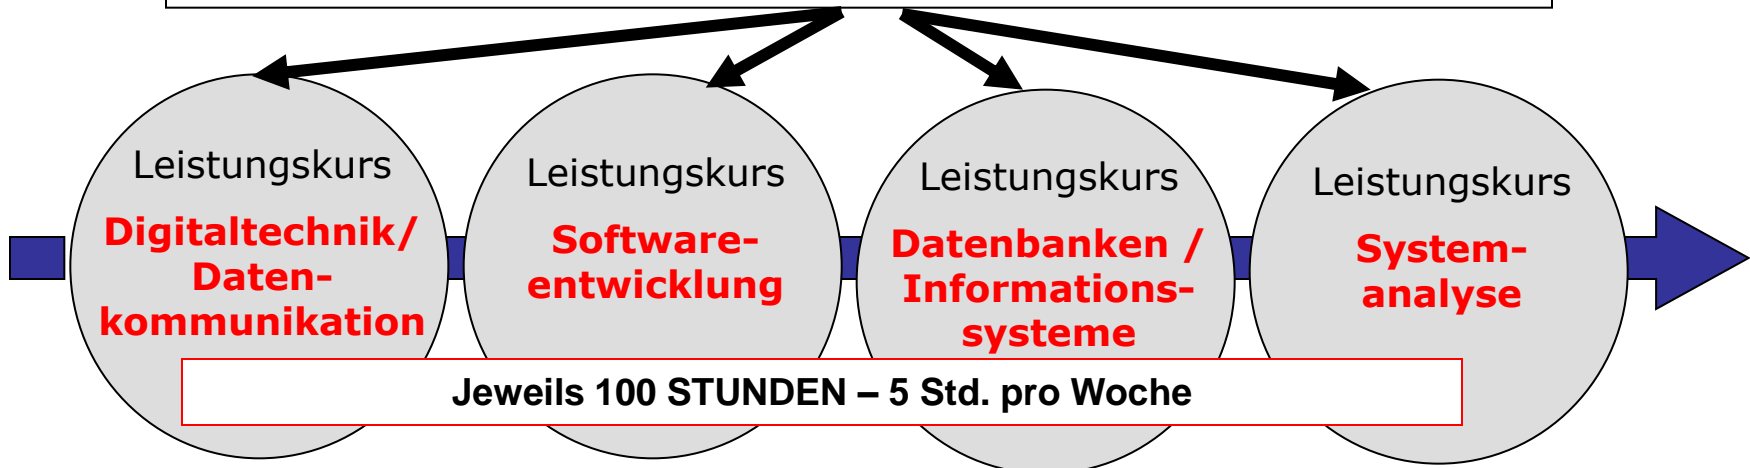 Leistungskurs
Digitaltechnik/
Daten-
kommunikation
Leistungskurs
Software-
entwicklung
Leistungskurs
Datenbanken /
Informations-
systeme
Leistungskurs
System-
analyse
Jeweils 100 STUNDEN – 5 Std. pro Woche